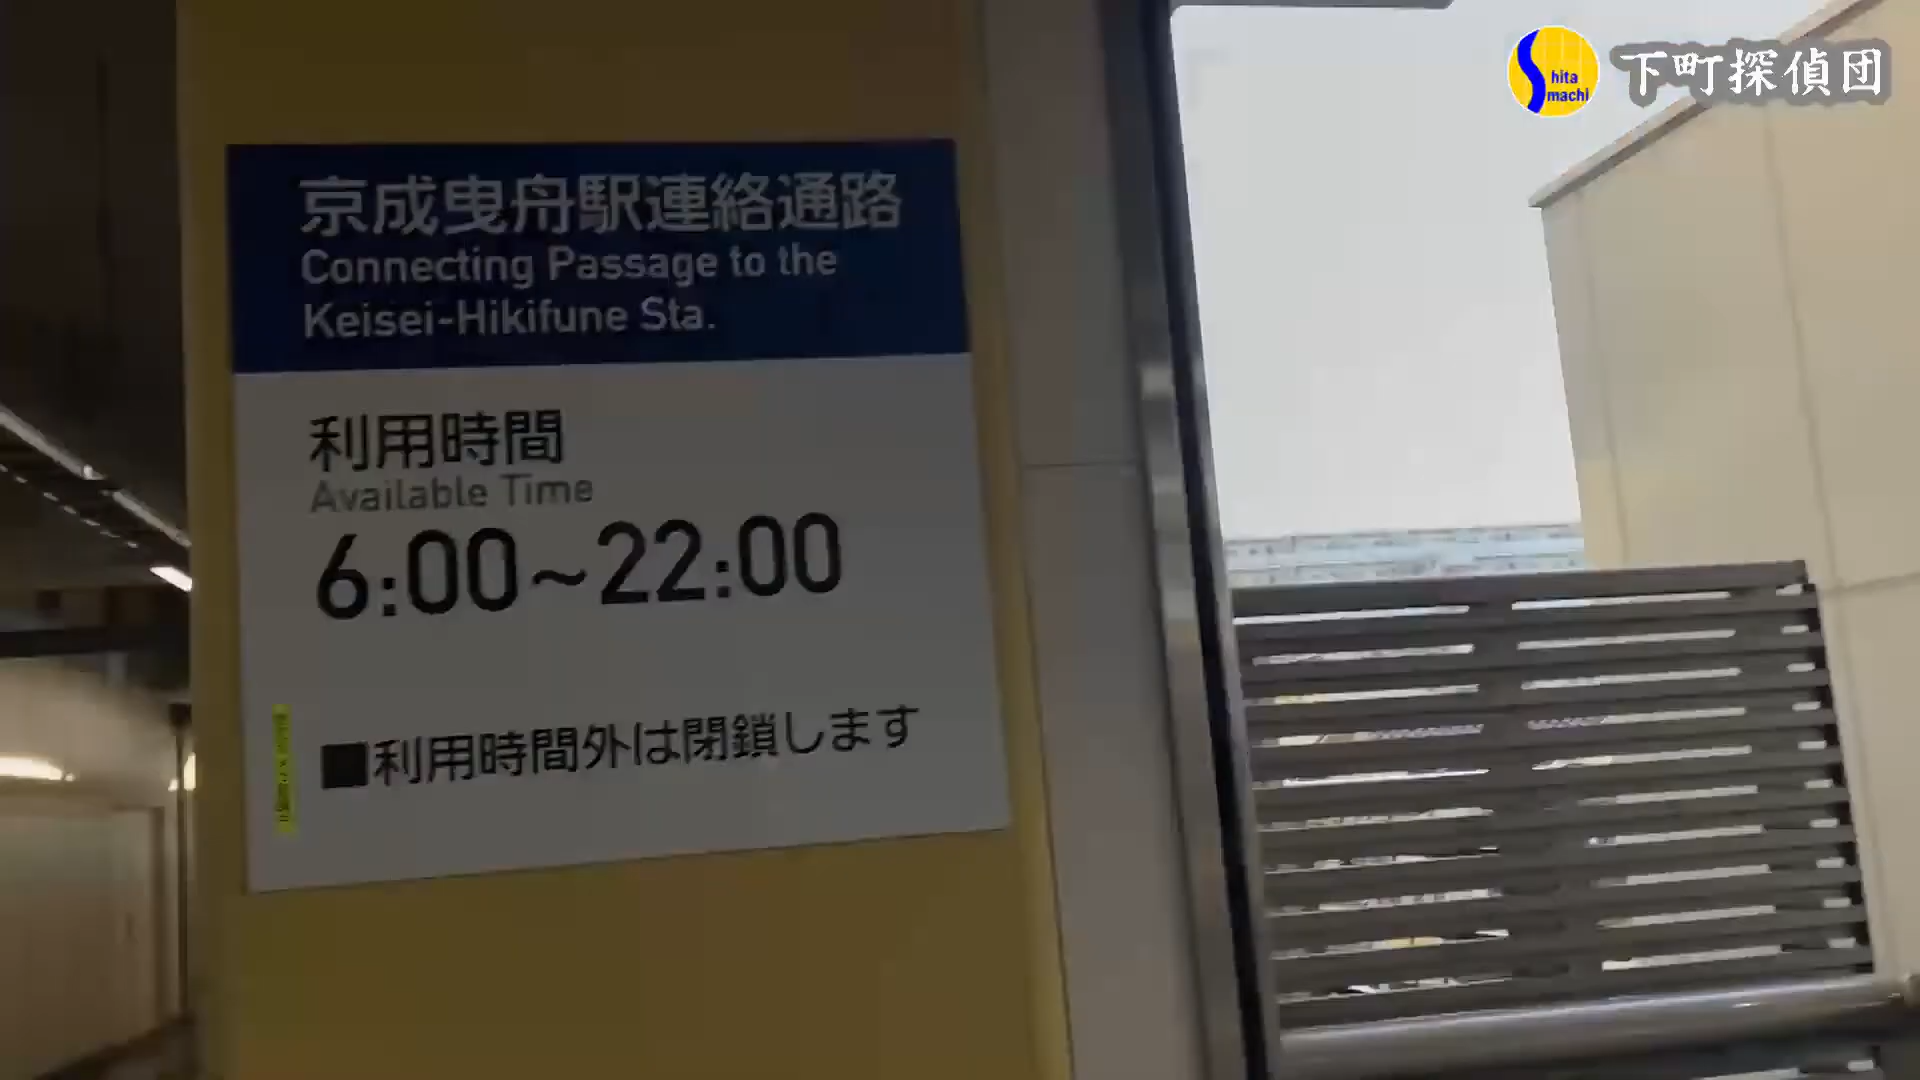 hita
machi
下町探偵団
京成曳舟駅連絡通路
Connecting Passage to the
Keisei-Hikifune Sta.
利用時間
Available Time
6:00~22:00
■利用時間外は閉鎖します